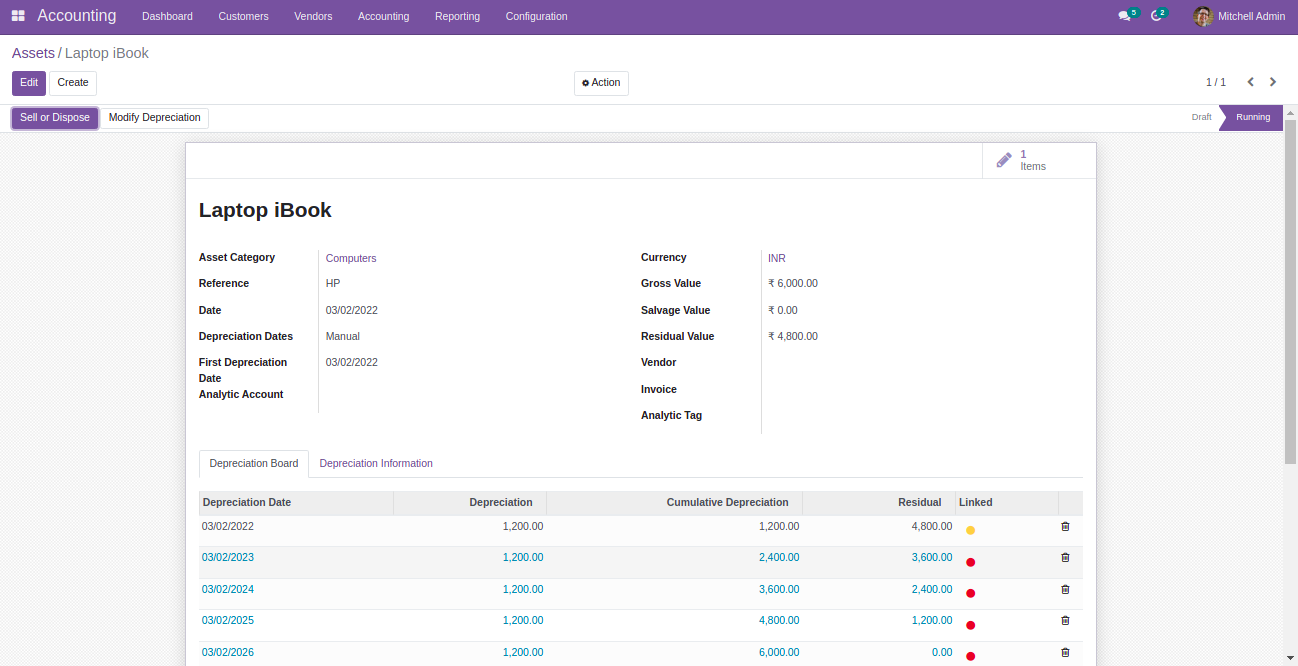 Accounting Dashboard Customers Vendors Accounting Reporting Configuration 5 2 Mitchell Admin
Assets / Laptop iBook
Edit Create Action 1 / 1
Sell or Dispose Modify Depreciation Draft Running
1
Items
Laptop iBook
Asset Category Computers Currency INR
Reference HP Gross Value ₹ 6,000.00
Date 03/02/2022 Salvage Value ₹ 0.00
Depreciation Dates Manual Residual Value ₹ 4,800.00
First Depreciation 03/02/2022 Vendor
Date
Analytic Account Invoice
Analytic Tag
Depreciation Board Depreciation Information
Depreciation Date Depreciation Cumulative Depreciation Residual Linked
03/02/2022 1,200.00 1,200.00 4,800.00
03/02/2023 1,200.00 2,400.00 3,600.00
03/02/2024 1,200.00 3,600.00 2,400.00
03/02/2025 1,200.00 4,800.00 1,200.00
03/02/2026 1,200.00 6,000.00 0.00